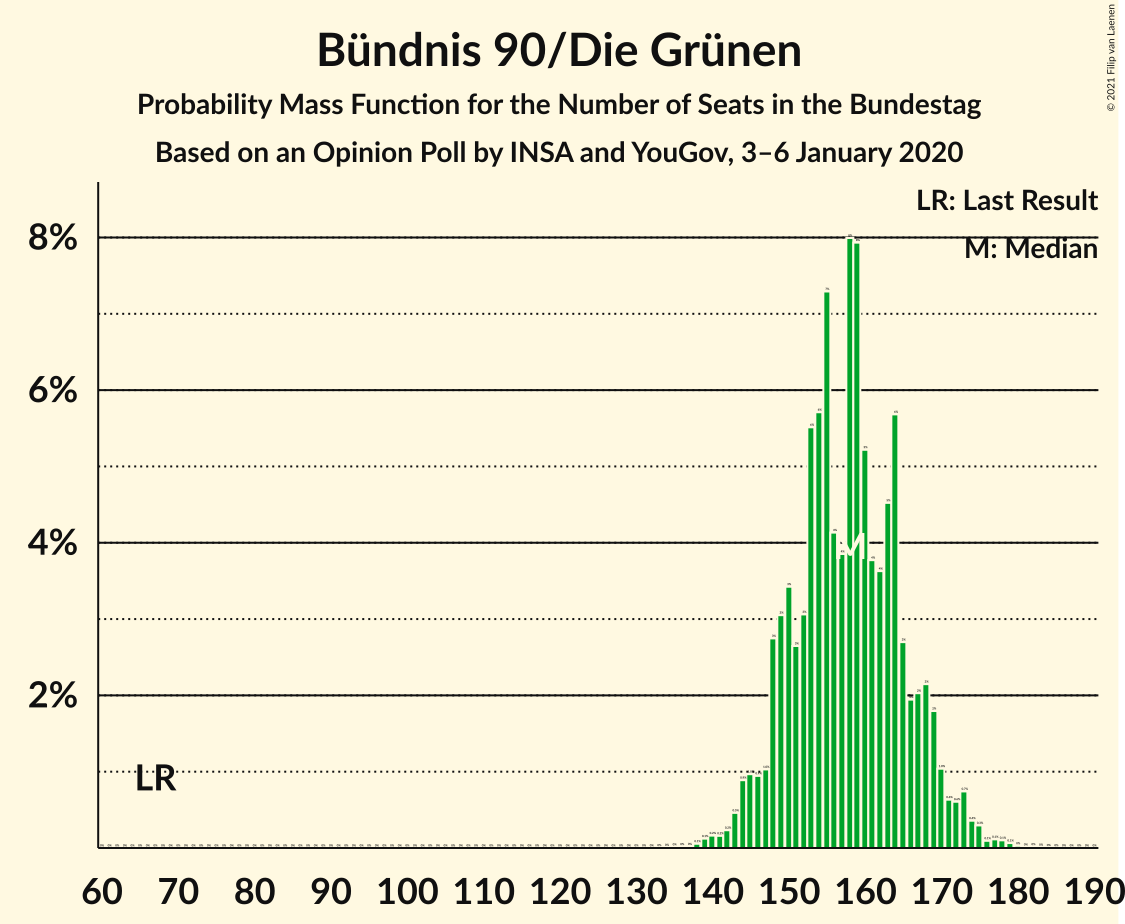 Bündnis 90/Die Grünen
Probability Mass Function for the Number of Seats in the Bundestag
Based on an Opinion Poll by INSA and YouGov, 3–6 January 2020
© 2021 Filip van Laenen
LR: Last Result
M: Median
8%
6%
4%
2%
LR
M
60 70 80 90 100 110 120 130 140 150 160 170 180 190